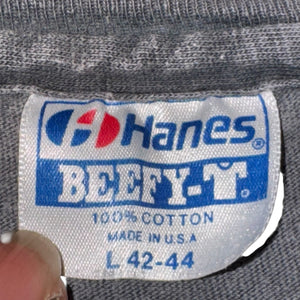 Hanes®
BEEFY-T®
100% COTTON
MADE IN U.S.A
L 42-44